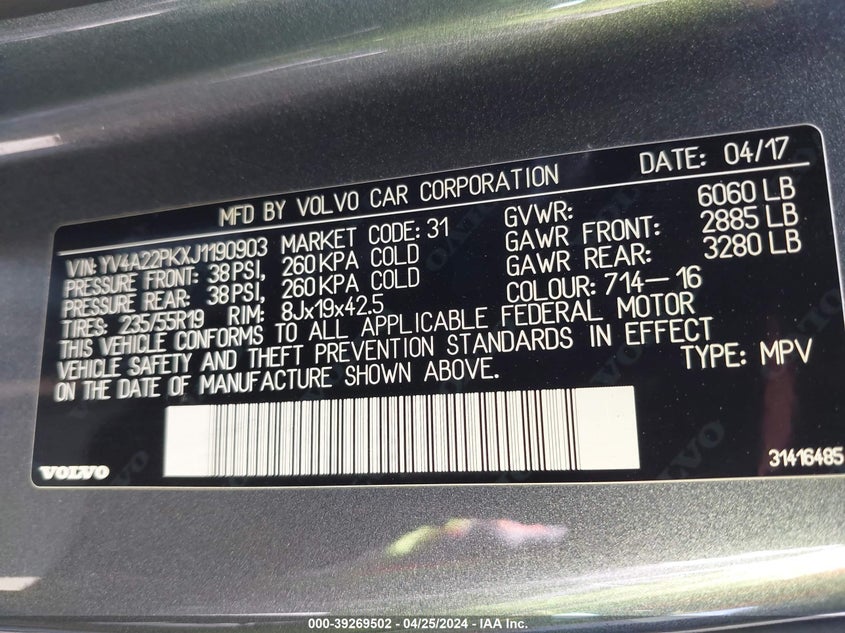 MFD BY VOLVO CAR CORPORATION DATE: 04/17
VIN: YV4A22PKXJ1190903 MARKET CODE: 31 GVWR: 6060 LB
PRESSURE FRONT: 38 PSI, 260 KPA COLD GAWR FRONT: 2885 LB
PRESSURE REAR: 38 PSI, 260 KPA COLD GAWR REAR: 3280 LB
TIRES: 235/55R19 RIM: 8Jx19x42.5 COLOUR: 714-16
THIS VEHICLE CONFORMS TO ALL APPLICABLE FEDERAL MOTOR
VEHICLE SAFETY AND THEFT PREVENTION STANDARDS IN EFFECT
ON THE DATE OF MANUFACTURE SHOWN ABOVE. TYPE: MPV
VOLVO 31416485
000-39269502 - 04/25/2024 - IAA Inc.